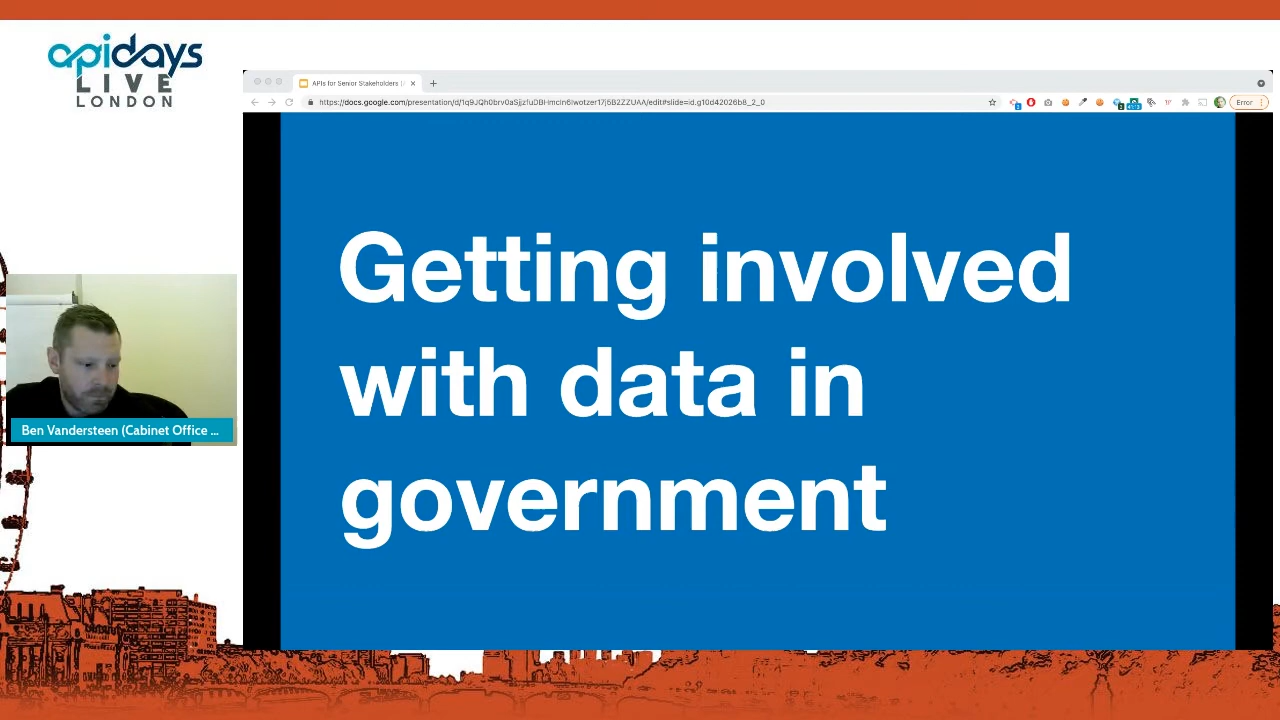 apidays
LIVE
LONDON
APIs for Senior Stakeholders (
Error
Getting involved
with data in
government
Ben Vandersteen (Cabinet Office ...